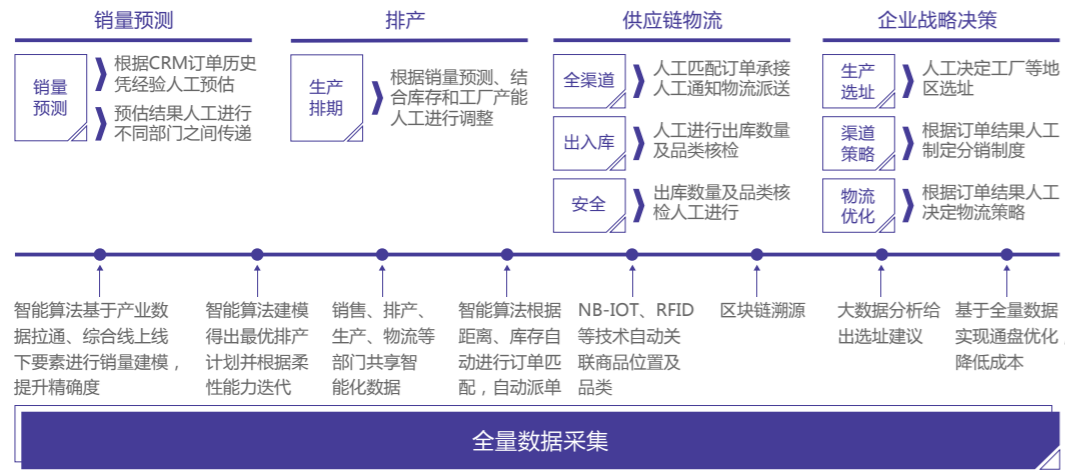 销量预测
销量
预测
根据CRM订单历史
凭经验人工预估
预估结果人工进行
不同部门之间传递
排产
生产
排期
根据销量预测、结
合库存和工厂产能
人工进行调整
供应链物流
全渠道
人工匹配订单承接
人工通知物流派送
出入库
人工进行出库数量
及品类核检
安全
出库数量及品类核
检人工进行
企业战略决策
生产
选址
人工决定工厂等地
区选址
渠道
策略
根据订单结果人工
制定分销制度
物流
优化
根据订单结果人工
决定物流策略
智能算法基于产业数
据拉通、综合线上线
下要素进行销量建模，
提升精确度
智能算法建模
得出最优排产
计划并根据柔
性能力迭代
销售、排产、
生产、物流等
部门共享智
能化数据
智能算法根据
距离、库存自
动进行订单匹
配，自动派单
NB-IOT、RFID
等技术自动关
联商品位置及
品类
区块链溯源
大数据分析给
出选址建议
基于全量数据
实现通盘优化，
降低成本
全量数据采集